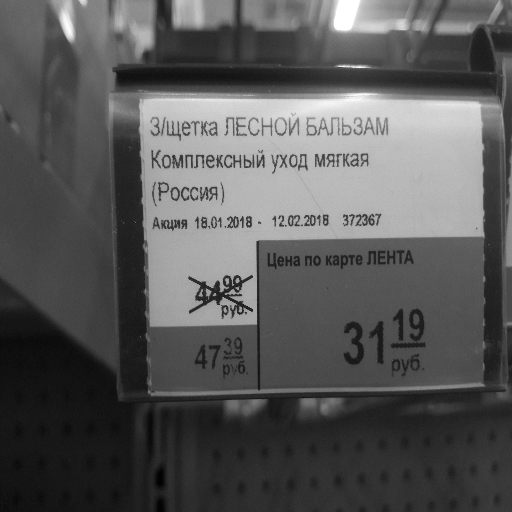 З/щетка ЛЕСНОЙ БАЛЬЗАМ
Комплексный уход мягкая
(Россия)
Акция 18.01.2018 - 12.02.2018 372367
Цена по карте ЛЕНТА
44 99 руб.
47 39 руб.
31 19 руб.